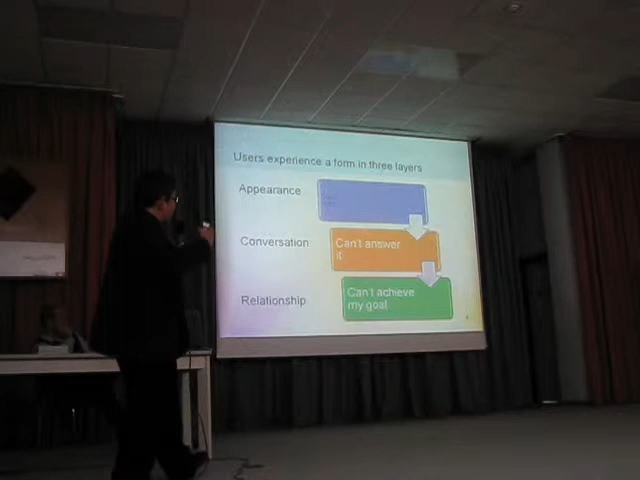 Users experience a form in three layers
Appearance
Conversation
Can't answer
it
Relationship
Can't achieve
my goal